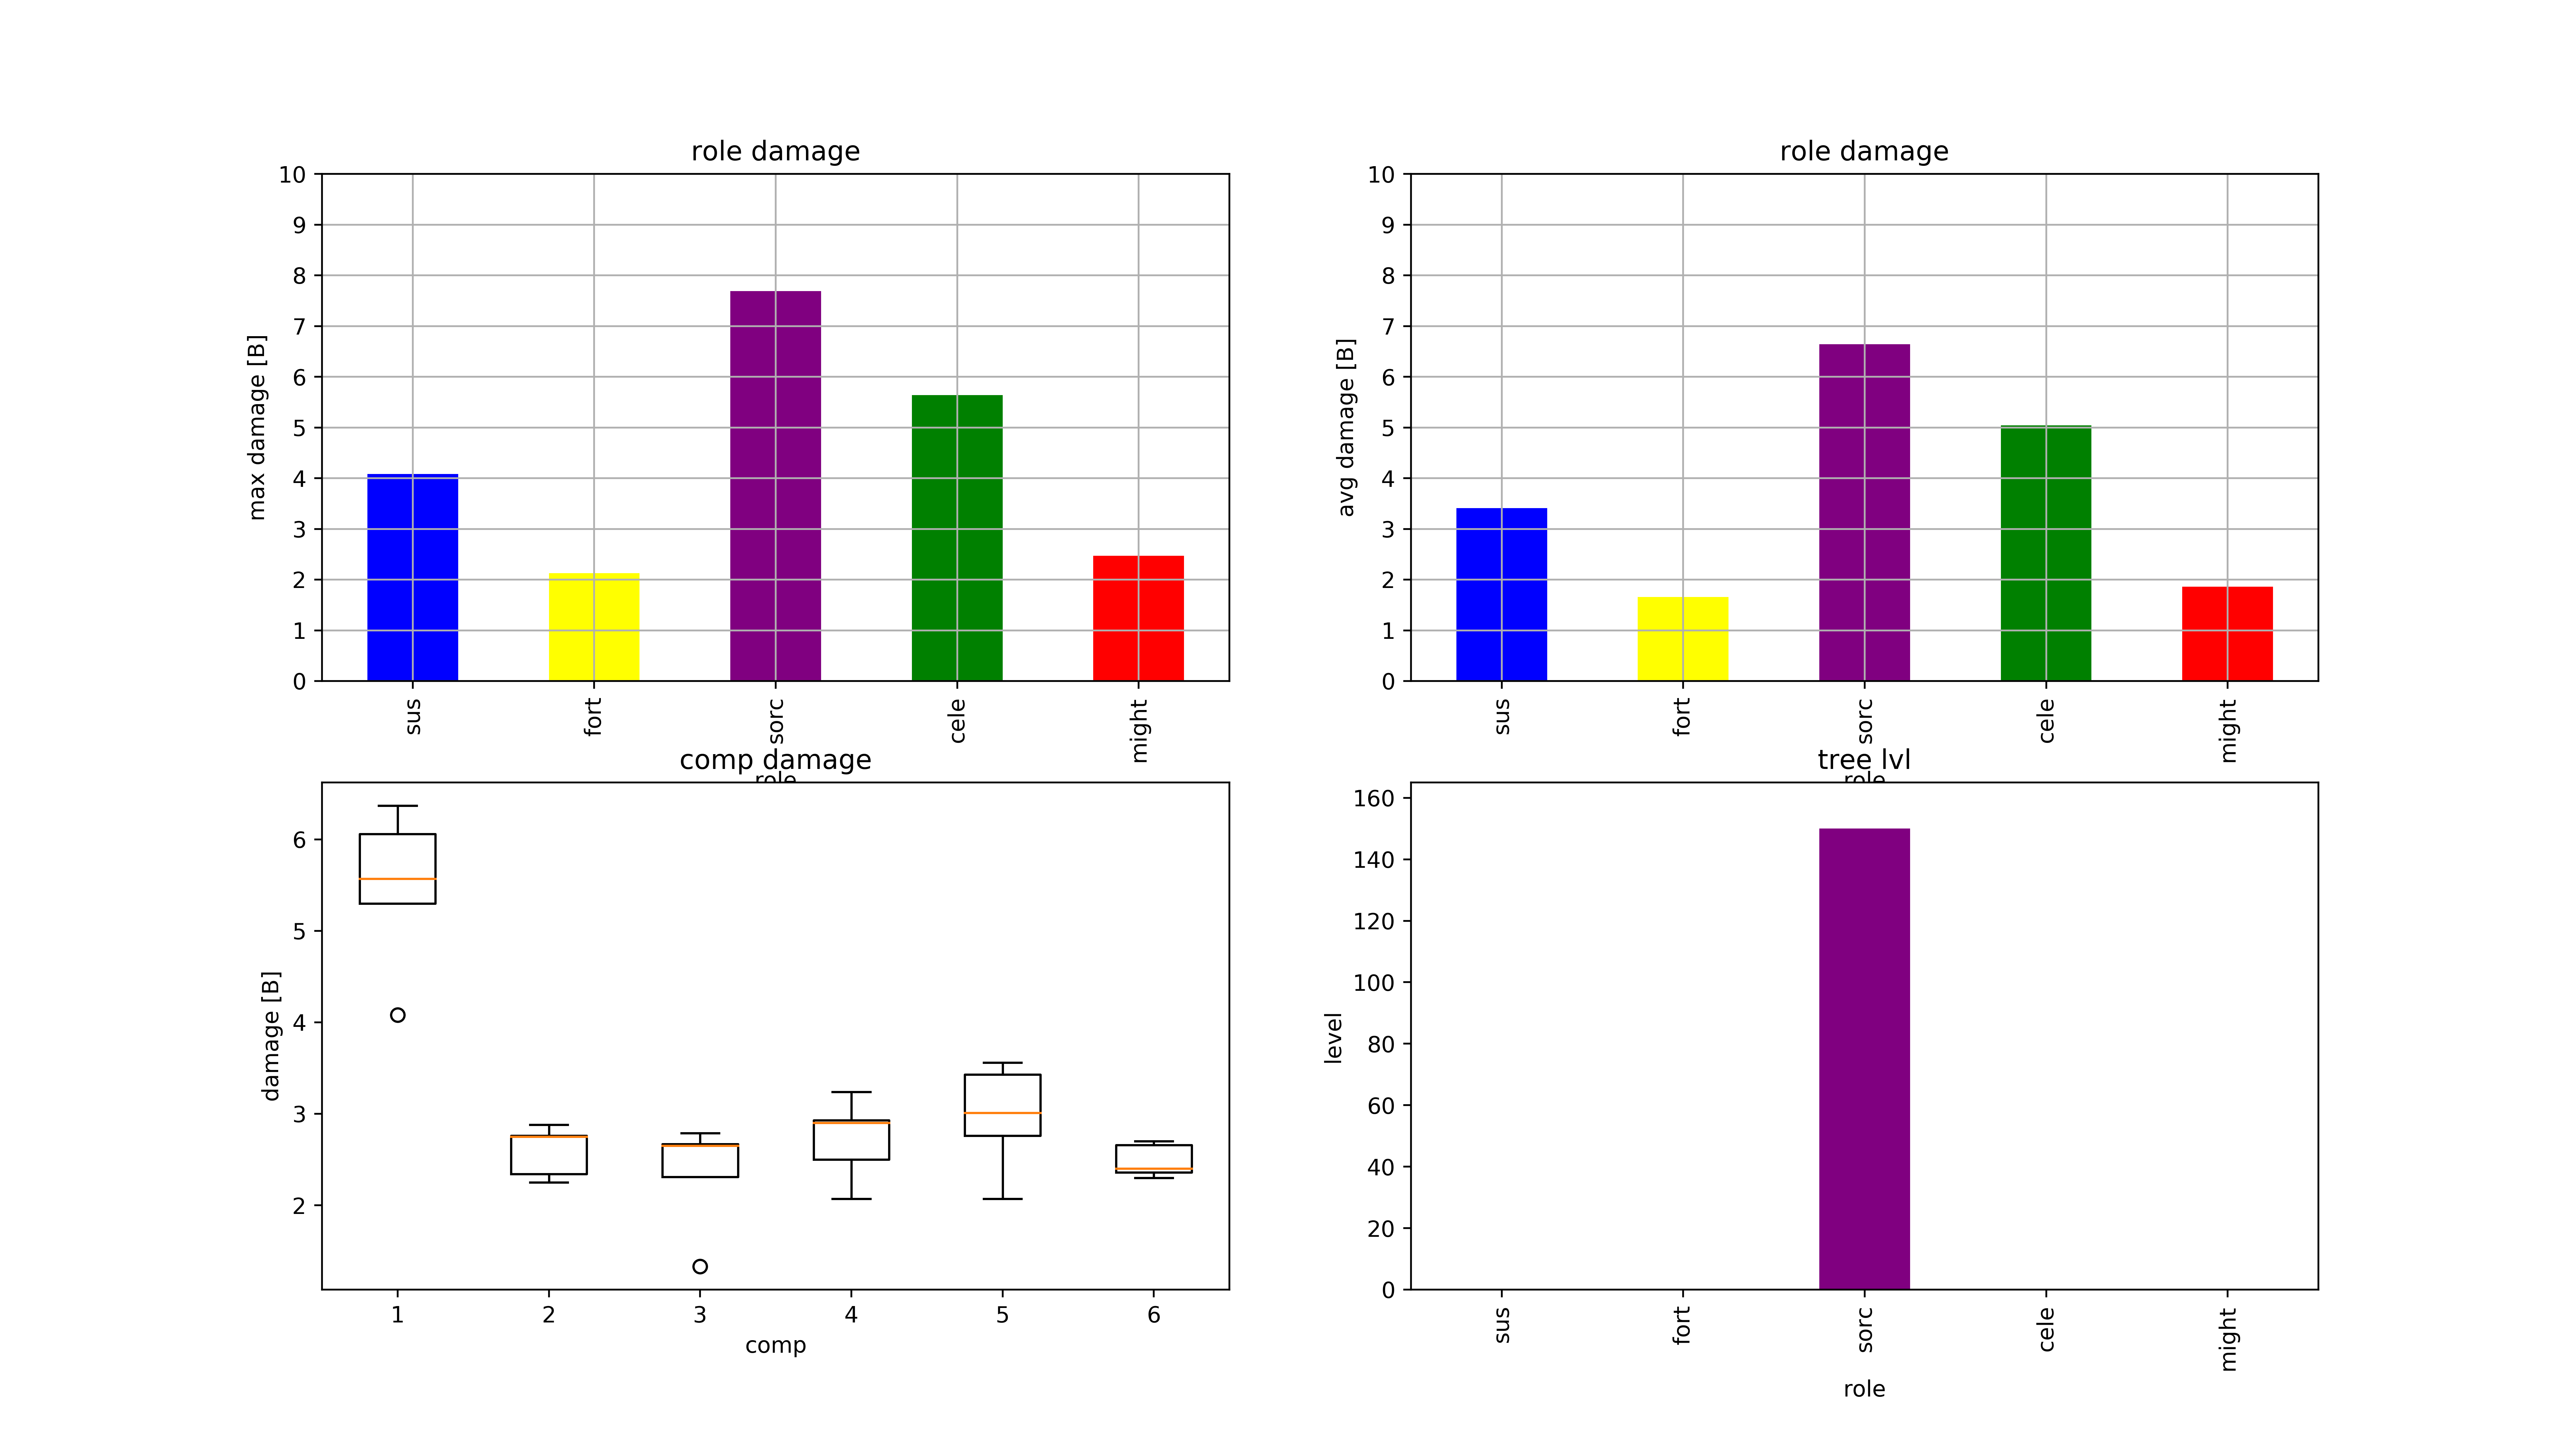 role damage
10
9
8
7
6
5
4
3
2
1
0
max damage [B]
sus
fort
sorc
cele
might
role
role damage
10
9
8
7
6
5
4
3
2
1
0
avg damage [B]
sus
fort
sorc
cele
might
role
comp damage
6
5
4
3
2
damage [B]
1 2 3 4 5 6
comp
tree lvl
160
140
120
100
80
60
40
20
0
level
sus
fort
sorc
cele
might
role